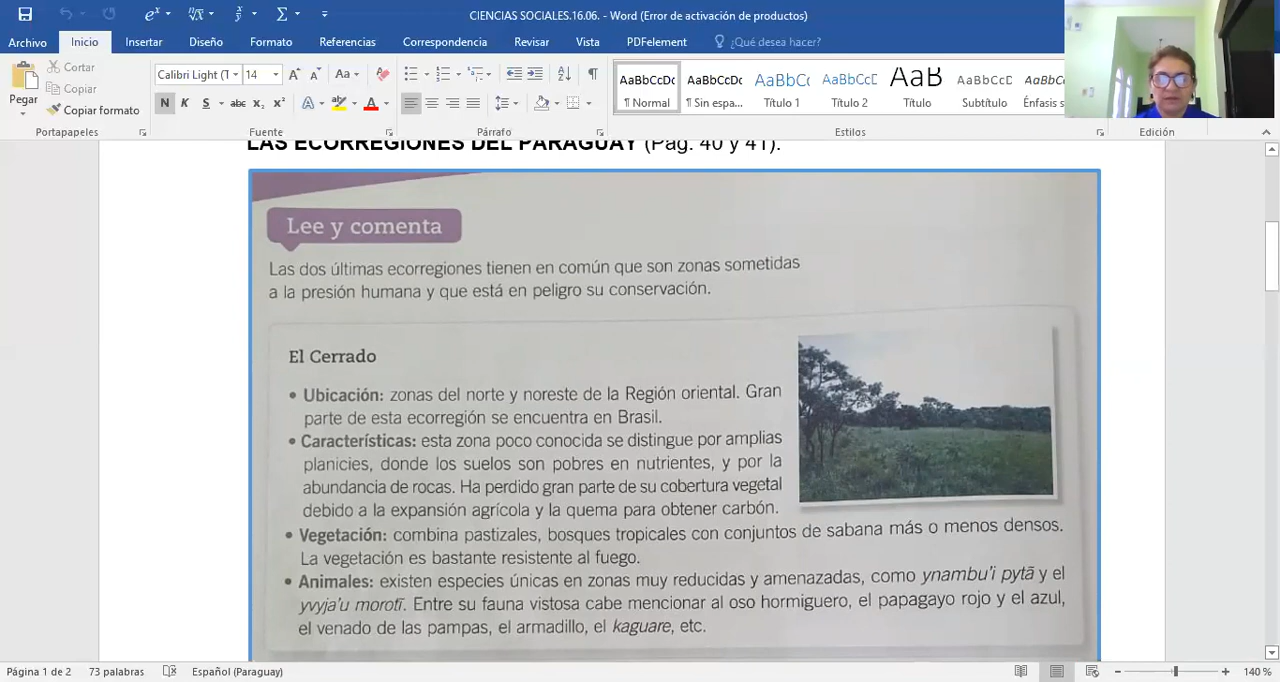 CIENCIAS SOCIALES.16.06. - Word (Error de activación de productos)
Archivo Inicio Insertar Diseño Formato Referencias Correspondencia Revisar Vista PDFelement ¿Qué desea hacer?
Pegar
Cortar
Copiar
Copiar formato
Portapapeles
Calibri Light (T 14
N K S abc x₂ x²
Fuente
Párrafo
AaBbCcDc AaBbCcDc AaBbC AaBbCcC AaB AaBbCcD
¶ Normal ¶ Sin espa... Título 1 Título 2 Título Subtítulo Énfasis s
Estilos
Edición
LAS ECORREGIONES DEL PARAGUAY (Pág. 40 y 41).
Lee y comenta
Las dos últimas ecorregiones tienen en común que son zonas sometidas
a la presión humana y que está en peligro su conservación.
El Cerrado
• Ubicación: zonas del norte y noreste de la Región oriental. Gran
parte de esta ecorregión se encuentra en Brasil.
• Características: esta zona poco conocida se distingue por amplias
planicies, donde los suelos son pobres en nutrientes, y por la
abundancia de rocas. Ha perdido gran parte de su cobertura vegetal
debido a la expansión agrícola y la quema para obtener carbón.
• Vegetación: combina pastizales, bosques tropicales con conjuntos de sabana más o menos densos.
La vegetación es bastante resistente al fuego.
• Animales: existen especies únicas en zonas muy reducidas y amenazadas, como ynambu'i pytã y el
yvyja'u morotĩ. Entre su fauna vistosa cabe mencionar al oso hormiguero, el papagayo rojo y el azul,
el venado de las pampas, el armadillo, el kaguare, etc.
Página 1 de 2 73 palabras Español (Paraguay) 140 %